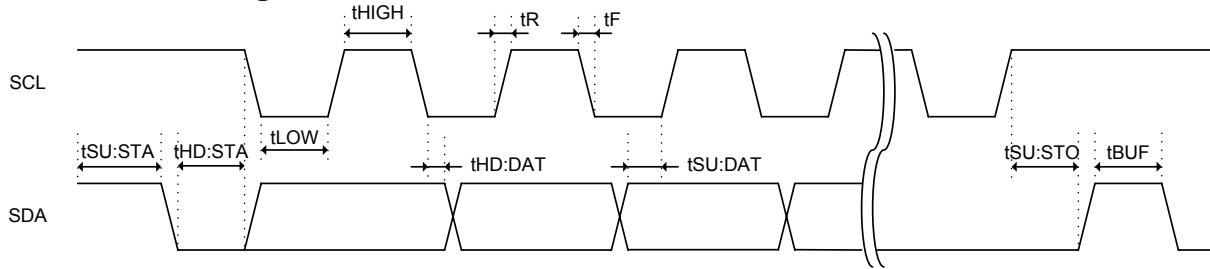 tHIGH tR tF
SCL
tSU:STA tHD:STA tLOW tHD:DAT tSU:DAT tSU:STO tBUF
SDA